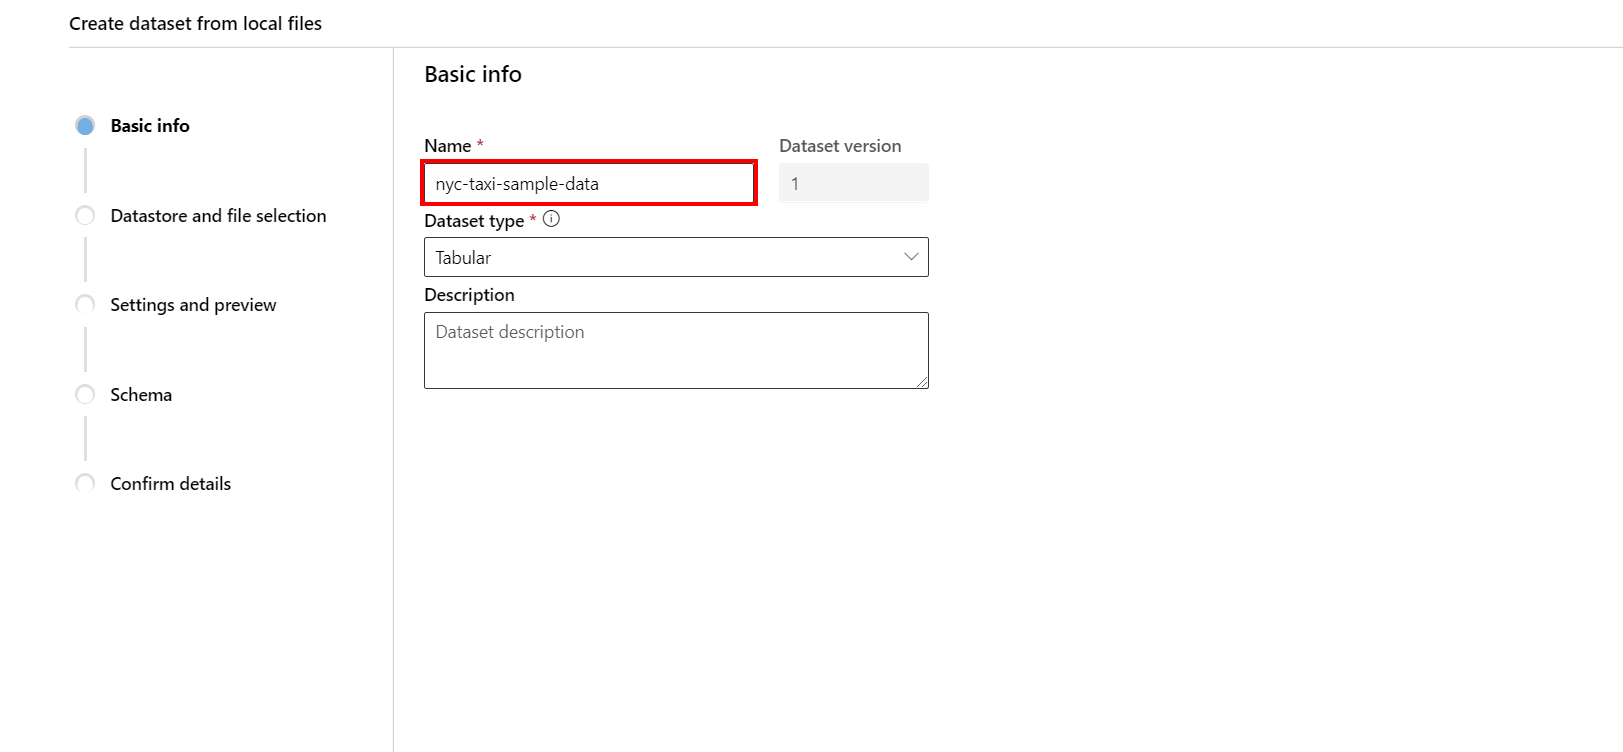 Create dataset from local files
Basic info
Datastore and file selection
Settings and preview
Schema
Confirm details
Basic info
Name *
nyc-taxi-sample-data
Dataset version
1
Dataset type *
Tabular
Description
Dataset description